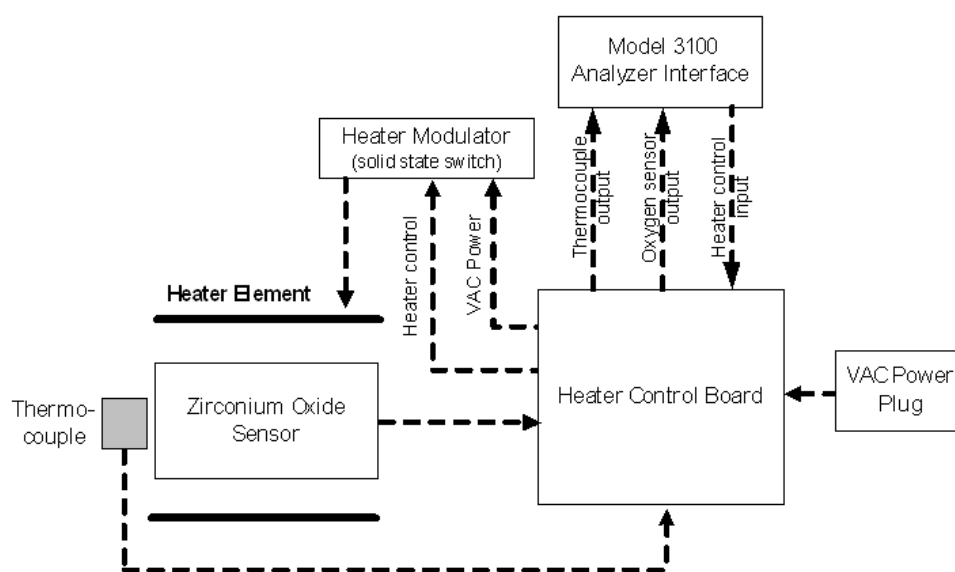 Model 3100
Analyzer Interface
Heater Modulator
(solid state switch)
Thermocouple
output
Oxygen sensor
output
Heater control
input
Heater control
VAC Power
Heater Element
Heater Control Board
VAC Power
Plug
Thermo-
couple
Zirconium Oxide
Sensor